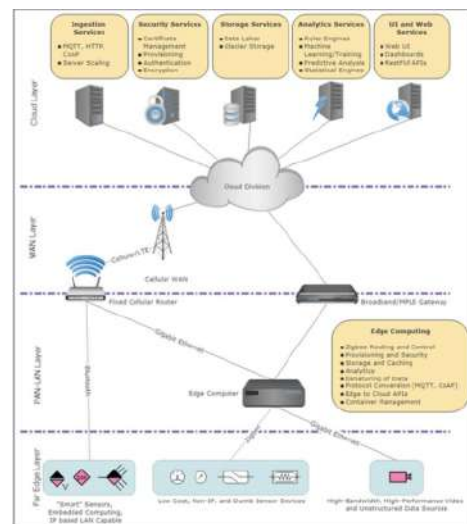 Ingestion
Services
MQTT, HTTP,
CoAP
Server Scaling
Security Services
Certificate
Management
Provisioning
Authentication
Encryption
Storage Services
Data Lakes
Glacier Storage
Analytics Services
Rules Engines
Machine
Learning/Training
Predictive Analysis
Statistical Engines
UI and Web
Services
Web UI
Dashboards
Restful APIs
Cloud Layer
Cloud Division
WAN Layer
Cellular/LTE
Cellular WAN
Fixed Cellular Router
Broadband/MPLE Gateway
PAN-LAN Layer
Bluetooth
Gigabit Ethernet
Edge Computing
Zigbee Routing and Control
Provisioning and Security
Storage and Caching
Analytics
Denaturing of Data
Protocol Conversion (MQTT, CoAP)
Edge to Cloud APIs
Container Management
Edge Computer
Gigabit Ethernet
Far Edge Layer
"Smart" Sensors,
Embedded Computing,
IP based LAN Capable
Low Cost, Non-IP, and Dumb Sensor Devices
High-Bandwidth, High-Performance Video
and Unstructured Data Sources